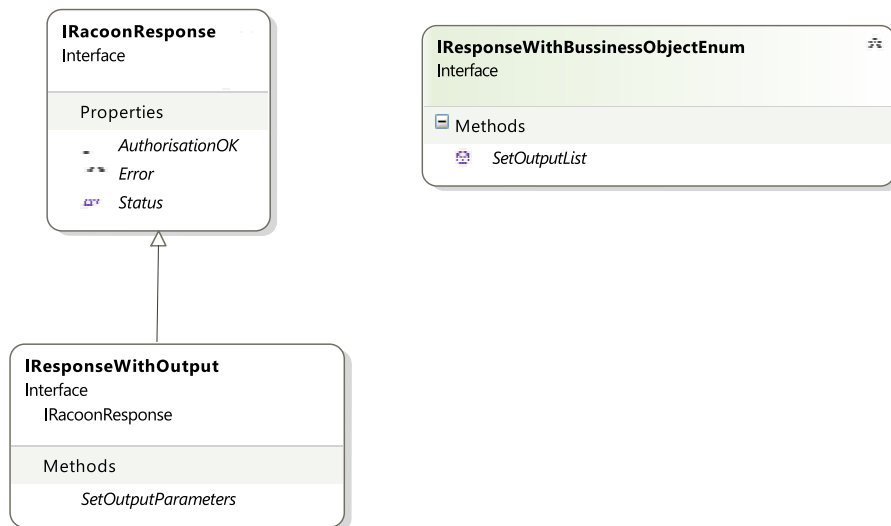 IRacoonResponse
Interface
Properties
AuthorisationOK
Error
Status
IResponseWithBussinessObjectEnum
Interface
Methods
SetOutputList
IResponseWithOutput
Interface
IRacoonResponse
Methods
SetOutputParameters